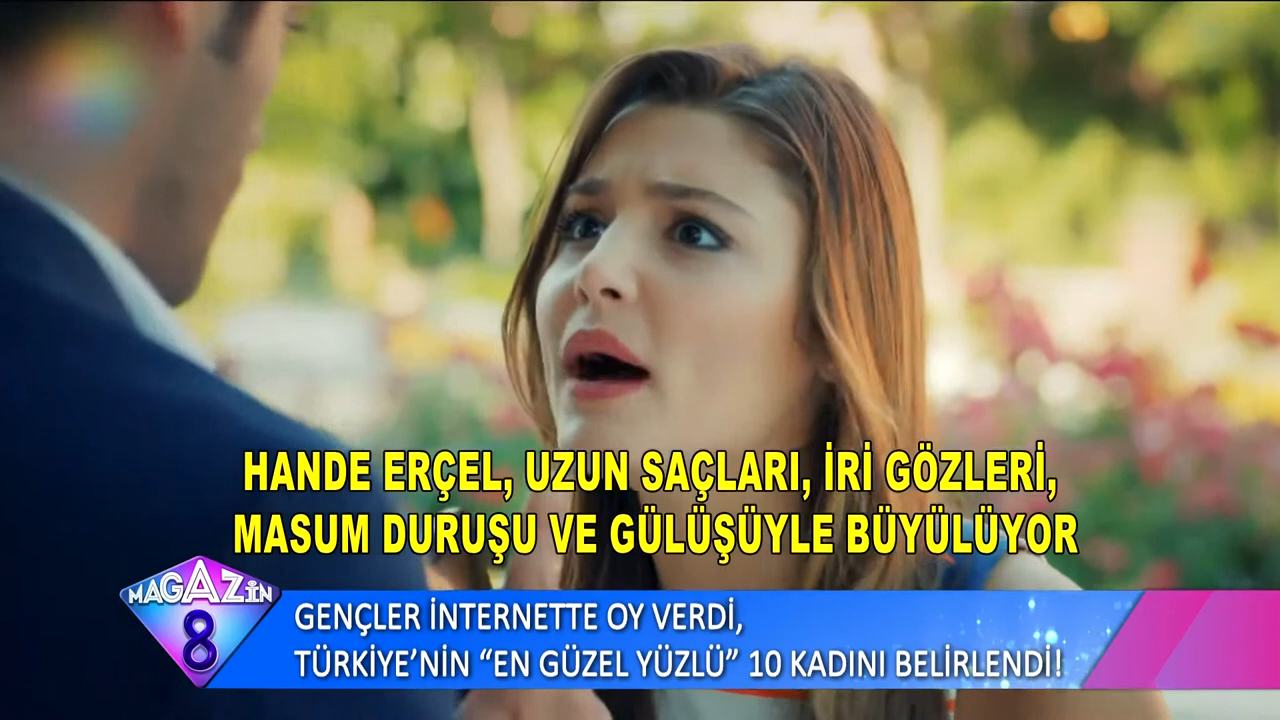 HANDE ERÇEL, UZUN SAÇLARI, İRİ GÖZLERİ,
MASUM DURUŞU VE GÜLÜŞÜYLE BÜYÜLÜYOR
MAGAZİN
8
GENÇLER İNTERNETTE OY VERDİ,
TÜRKİYE’NİN “EN GÜZEL YÜZLÜ” 10 KADINI BELİRLENDİ!